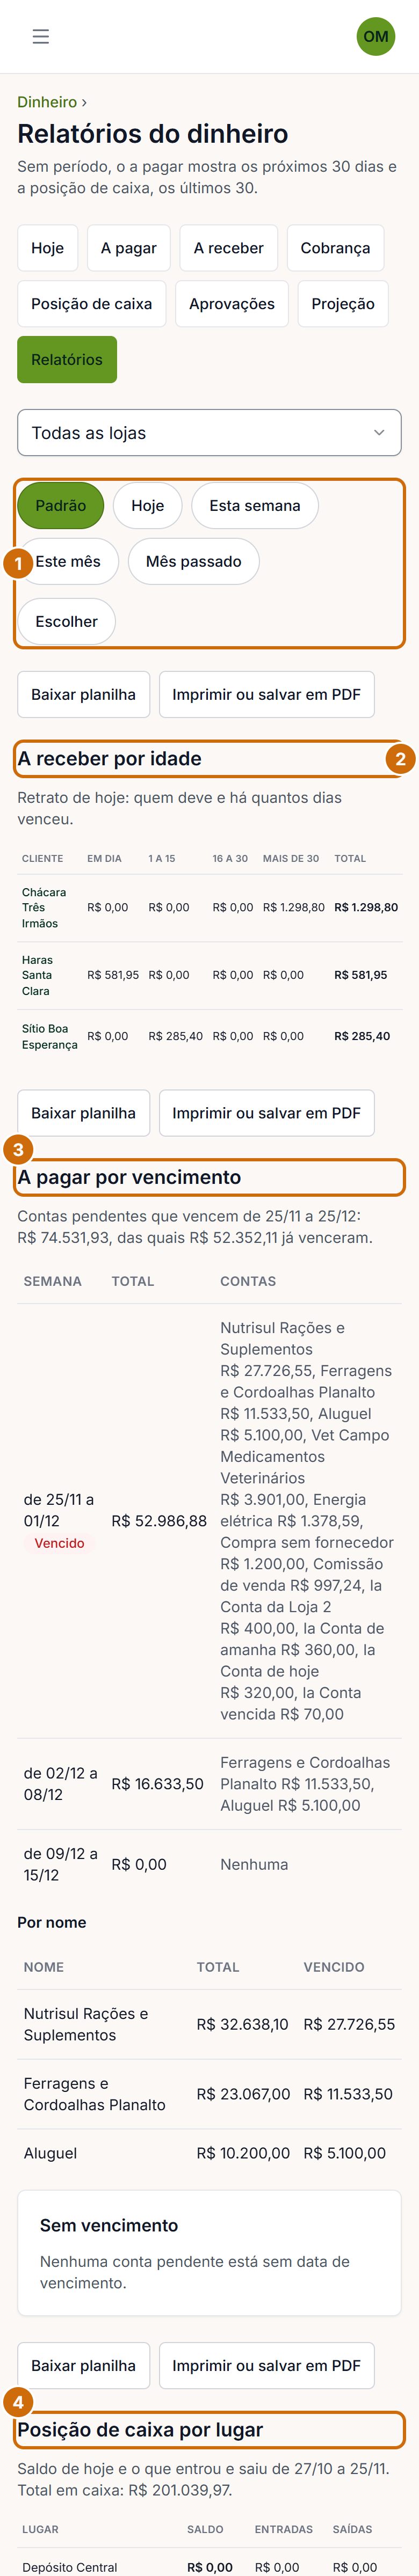 OM
Dinheiro ›
Relatórios do dinheiro
Sem período, o a pagar mostra os próximos 30 dias e
a posição de caixa, os últimos 30.
Hoje A pagar A receber Cobrança
Posição de caixa Aprovações Projeção
Relatórios
Todas as lojas
Padrão Hoje Esta semana
1 Este mês Mês passado
Escolher
Baixar planilha Imprimir ou salvar em PDF
A receber por idade 2
Retrato de hoje: quem deve e há quantos dias
venceu.
CLIENTE EM DIA 1 A 15 16 A 30 MAIS DE 30 TOTAL
Chácara
Três
Irmãos
R$ 0,00 R$ 0,00 R$ 0,00 R$ 1.298,80 R$ 1.298,80
Haras
Santa
Clara
R$ 581,95 R$ 0,00 R$ 0,00 R$ 0,00 R$ 581,95
Sítio Boa
Esperança
R$ 0,00 R$ 285,40 R$ 0,00 R$ 0,00 R$ 285,40
Baixar planilha Imprimir ou salvar em PDF
3
A pagar por vencimento
Contas pendentes que vencem de 25/11 a 25/12:
R$ 74.531,93, das quais R$ 52.352,11 já venceram.
SEMANA TOTAL CONTAS
de 25/11 a
01/12
Vencido
R$ 52.986,88
Nutrisul Rações e
Suplementos
R$ 27.726,55, Ferragens
e Cordoalhas Planalto
R$ 11.533,50, Aluguel
R$ 5.100,00, Vet Campo
Medicamentos
Veterinários
R$ 3.901,00, Energia
elétrica R$ 1.378,59,
Compra sem fornecedor
R$ 1.200,00, Comissão
de venda R$ 997,24, Ia
Conta da Loja 2
R$ 400,00, Ia Conta de
amanha R$ 360,00, Ia
Conta de hoje
R$ 320,00, Ia Conta
vencida R$ 70,00
de 02/12 a
08/12
R$ 16.633,50
Ferragens e Cordoalhas
Planalto R$ 11.533,50,
Aluguel R$ 5.100,00
de 09/12 a
15/12
R$ 0,00
Nenhuma
Por nome
NOME TOTAL VENCIDO
Nutrisul Rações e
Suplementos
R$ 32.638,10 R$ 27.726,55
Ferragens e
Cordoalhas Planalto
R$ 23.067,00 R$ 11.533,50
Aluguel R$ 10.200,00 R$ 5.100,00
Sem vencimento
Nenhuma conta pendente está sem data de
vencimento.
Baixar planilha Imprimir ou salvar em PDF
4
Posição de caixa por lugar
Saldo de hoje e o que entrou e saiu de 27/10 a 25/11.
Total em caixa: R$ 201.039,97.
LUGAR SALDO ENTRADAS SAÍDAS
Depósito Central R$ 0,00 R$ 0,00 R$ 0,00